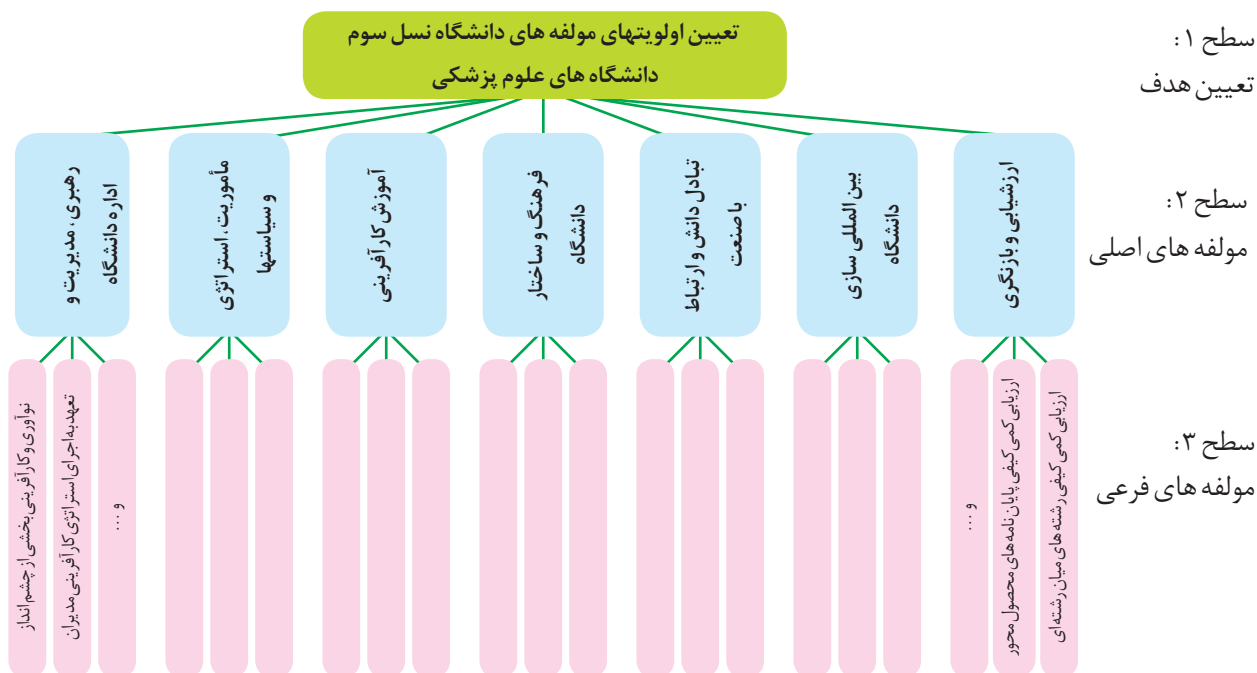 تعیین اولویتهای مولفه های دانشگاه نسل سوم
دانشگاه های علوم پزشکی
سطح ۱:
تعیین هدف
سطح ۲:
مولفه های اصلی
ارزشیابی و بازنگری
بین المللی سازی
دانشگاه
تبادل دانش و ارتباط
با صنعت
فرهنگ و ساختار
دانشگاه
آموزش کارآفرینی
مأموریت، استراتژی
و سیاستها
رهبری، مدیریت و
اداره دانشگاه
سطح ۳:
مولفه های فرعی
ارزیابی کمی کیفی رشته های میان رشته ای
ارزیابی کمی کیفی پایان نامه های محصول محور
و ...
و ...
تعهد به اجرای استراتژی کارآفرینی مدیران
نوآوری و کارآفرینی بخشی از چشم انداز